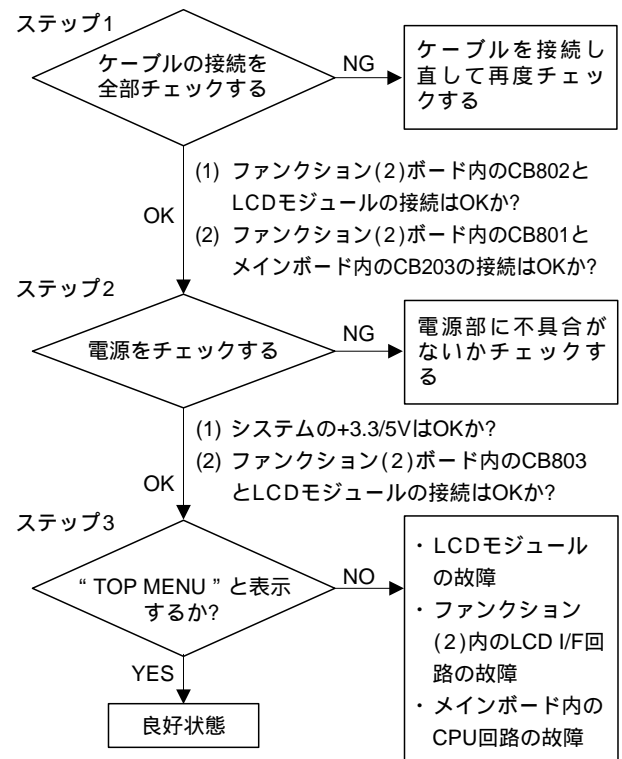 ステップ1
ケーブルの接続を
全部チェックする
NG
ケーブルを接続し
直して再度チェッ
クする
OK
(1) ファンクション(2)ボード内のCB802と
LCDモジュールの接続はOKか?
(2) ファンクション(2)ボード内のCB801と
メインボード内のCB203の接続はOKか?
ステップ2
電源をチェックする
NG
電源部に不具合が
ないかチェックす
る
OK
(1) システムの+3.3/5VはOKか?
(2) ファンクション(2)ボード内のCB803
とLCDモジュールの接続はOKか?
ステップ3
“ TOP MENU ” と表示
するか?
NO
・LCDモジュール
の故障
・ファンクション
(2)内のLCD I/F回
路の故障
・メインボード内の
CPU回路の故障
YES
良好状態